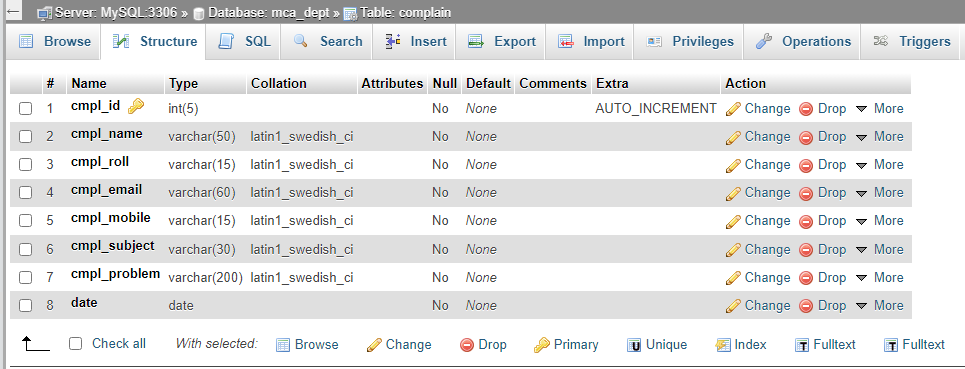 Server: MySQL:3306 » Database: mca_dept » Table: complain
Browse Structure SQL Search Insert Export Import Privileges Operations Triggers
# Name Type Collation Attributes Null Default Comments Extra Action
1 cmpl_id int(5) No None AUTO_INCREMENT Change Drop More
2 cmpl_name varchar(50) latin1_swedish_ci No None Change Drop More
3 cmpl_roll varchar(15) latin1_swedish_ci No None Change Drop More
4 cmpl_email varchar(60) latin1_swedish_ci No None Change Drop More
5 cmpl_mobile varchar(15) latin1_swedish_ci No None Change Drop More
6 cmpl_subject varchar(30) latin1_swedish_ci No None Change Drop More
7 cmpl_problem varchar(200) latin1_swedish_ci No None Change Drop More
8 date date No None Change Drop More
Check all With selected: Browse Change Drop Primary Unique Index Fulltext Fulltext